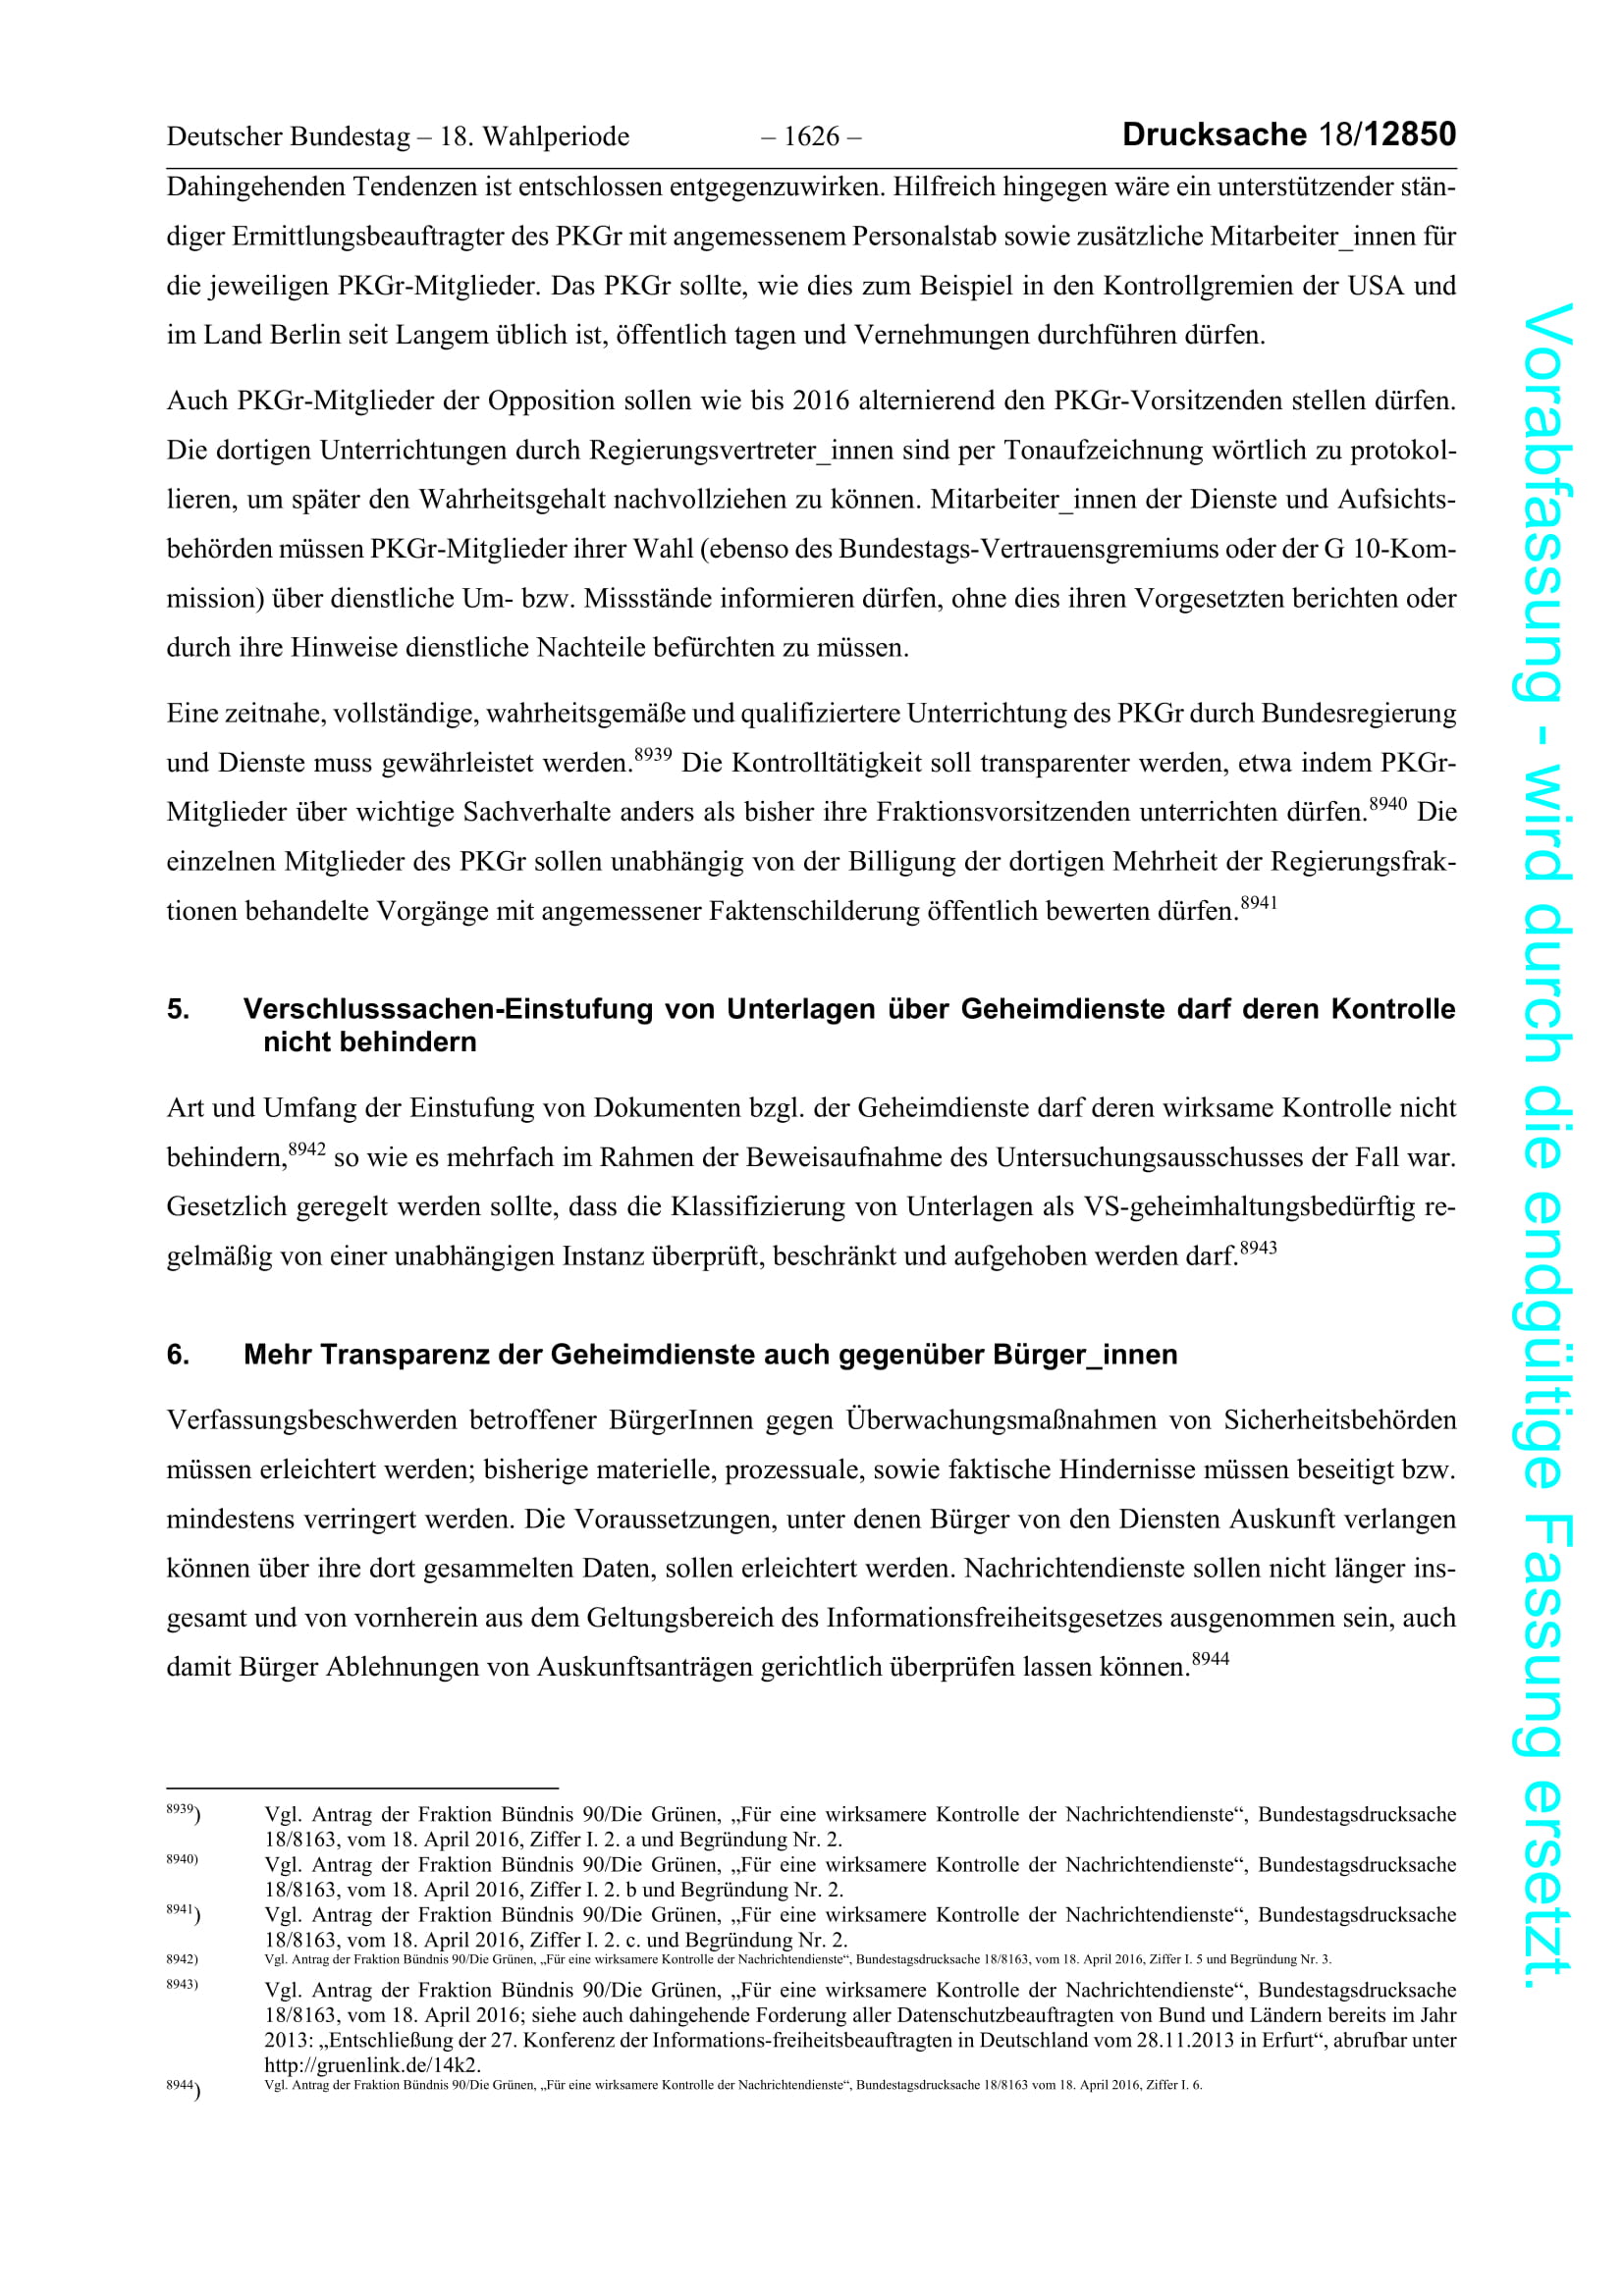 Deutscher Bundestag – 18. Wahlperiode – 1626 – Drucksache 18/12850
Dahingehenden Tendenzen ist entschlossen entgegenzuwirken. Hilfreich hingegen wäre ein unterstützender stän-
diger Ermittlungsbeauftragter des PKGr mit angemessenem Personalstab sowie zusätzliche Mitarbeiter_innen für
die jeweiligen PKGr-Mitglieder. Das PKGr sollte, wie dies zum Beispiel in den Kontrollgremien der USA und
im Land Berlin seit Langem üblich ist, öffentlich tagen und Vernehmungen durchführen dürfen.
Auch PKGr-Mitglieder der Opposition sollen wie bis 2016 alternierend den PKGr-Vorsitzenden stellen dürfen.
Die dortigen Unterrichtungen durch Regierungsvertreter_innen sind per Tonaufzeichnung wörtlich zu protokol-
lieren, um später den Wahrheitsgehalt nachvollziehen zu können. Mitarbeiter_innen der Dienste und Aufsichts-
behörden müssen PKGr-Mitglieder ihrer Wahl (ebenso des Bundestags-Vertrauensgremiums oder der G 10-Kom-
mission) über dienstliche Um- bzw. Missstände informieren dürfen, ohne dies ihren Vorgesetzten berichten oder
durch ihre Hinweise dienstliche Nachteile befürchten zu müssen.
Eine zeitnahe, vollständige, wahrheitsgemäße und qualifiziertere Unterrichtung des PKGr durch Bundesregierung
und Dienste muss gewährleistet werden.8939 Die Kontrolltätigkeit soll transparenter werden, etwa indem PKGr-
Mitglieder über wichtige Sachverhalte anders als bisher ihre Fraktionsvorsitzenden unterrichten dürfen.8940 Die
einzelnen Mitglieder des PKGr sollen unabhängig von der Billigung der dortigen Mehrheit der Regierungsfrak-
tionen behandelte Vorgänge mit angemessener Faktenschilderung öffentlich bewerten dürfen.8941
5. Verschlusssachen-Einstufung von Unterlagen über Geheimdienste darf deren Kontrolle
nicht behindern
Art und Umfang der Einstufung von Dokumenten bzgl. der Geheimdienste darf deren wirksame Kontrolle nicht
behindern,8942 so wie es mehrfach im Rahmen der Beweisaufnahme des Untersuchungsausschusses der Fall war.
Gesetzlich geregelt werden sollte, dass die Klassifizierung von Unterlagen als VS-geheimhaltungsbedürftig re-
gelmäßig von einer unabhängigen Instanz überprüft, beschränkt und aufgehoben werden darf.8943
6. Mehr Transparenz der Geheimdienste auch gegenüber Bürger_innen
Verfassungsbeschwerden betroffener BürgerInnen gegen Überwachungsmaßnahmen von Sicherheitsbehörden
müssen erleichtert werden; bisherige materielle, prozessuale, sowie faktische Hindernisse müssen beseitigt bzw.
mindestens verringert werden. Die Voraussetzungen, unter denen Bürger von den Diensten Auskunft verlangen
können über ihre dort gesammelten Daten, sollen erleichtert werden. Nachrichtendienste sollen nicht länger ins-
gesamt und von vornherein aus dem Geltungsbereich des Informationsfreiheitsgesetzes ausgenommen sein, auch
damit Bürger Ablehnungen von Auskunftsanträgen gerichtlich überprüfen lassen können.8944
8939) Vgl. Antrag der Fraktion Bündnis 90/Die Grünen, „Für eine wirksamere Kontrolle der Nachrichtendienste“, Bundestagsdrucksache
18/8163, vom 18. April 2016, Ziffer I. 2. a und Begründung Nr. 2.
8940) Vgl. Antrag der Fraktion Bündnis 90/Die Grünen, „Für eine wirksamere Kontrolle der Nachrichtendienste“, Bundestagsdrucksache
18/8163, vom 18. April 2016, Ziffer I. 2. b und Begründung Nr. 2.
8941) Vgl. Antrag der Fraktion Bündnis 90/Die Grünen, „Für eine wirksamere Kontrolle der Nachrichtendienste“, Bundestagsdrucksache
18/8163, vom 18. April 2016, Ziffer I. 2. c. und Begründung Nr. 2.
8942) Vgl. Antrag der Fraktion Bündnis 90/Die Grünen, „Für eine wirksamere Kontrolle der Nachrichtendienste“, Bundestagsdrucksache 18/8163, vom 18. April 2016, Ziffer I. 5 und Begründung Nr. 3.
8943) Vgl. Antrag der Fraktion Bündnis 90/Die Grünen, „Für eine wirksamere Kontrolle der Nachrichtendienste“, Bundestagsdrucksache
18/8163, vom 18. April 2016; siehe auch dahingehende Forderung aller Datenschutzbeauftragten von Bund und Ländern bereits im Jahr
2013: „Entschließung der 27. Konferenz der Informations-freiheitsbeauftragten in Deutschland vom 28.11.2013 in Erfurt“, abrufbar unter
http://gruenlink.de/14k2.
8944) Vgl. Antrag der Fraktion Bündnis 90/Die Grünen, „Für eine wirksamere Kontrolle der Nachrichtendienste“, Bundestagsdrucksache 18/8163 vom 18. April 2016, Ziffer I. 6.
Vorabfassung - wird durch die endgültige Fassung ersetzt.